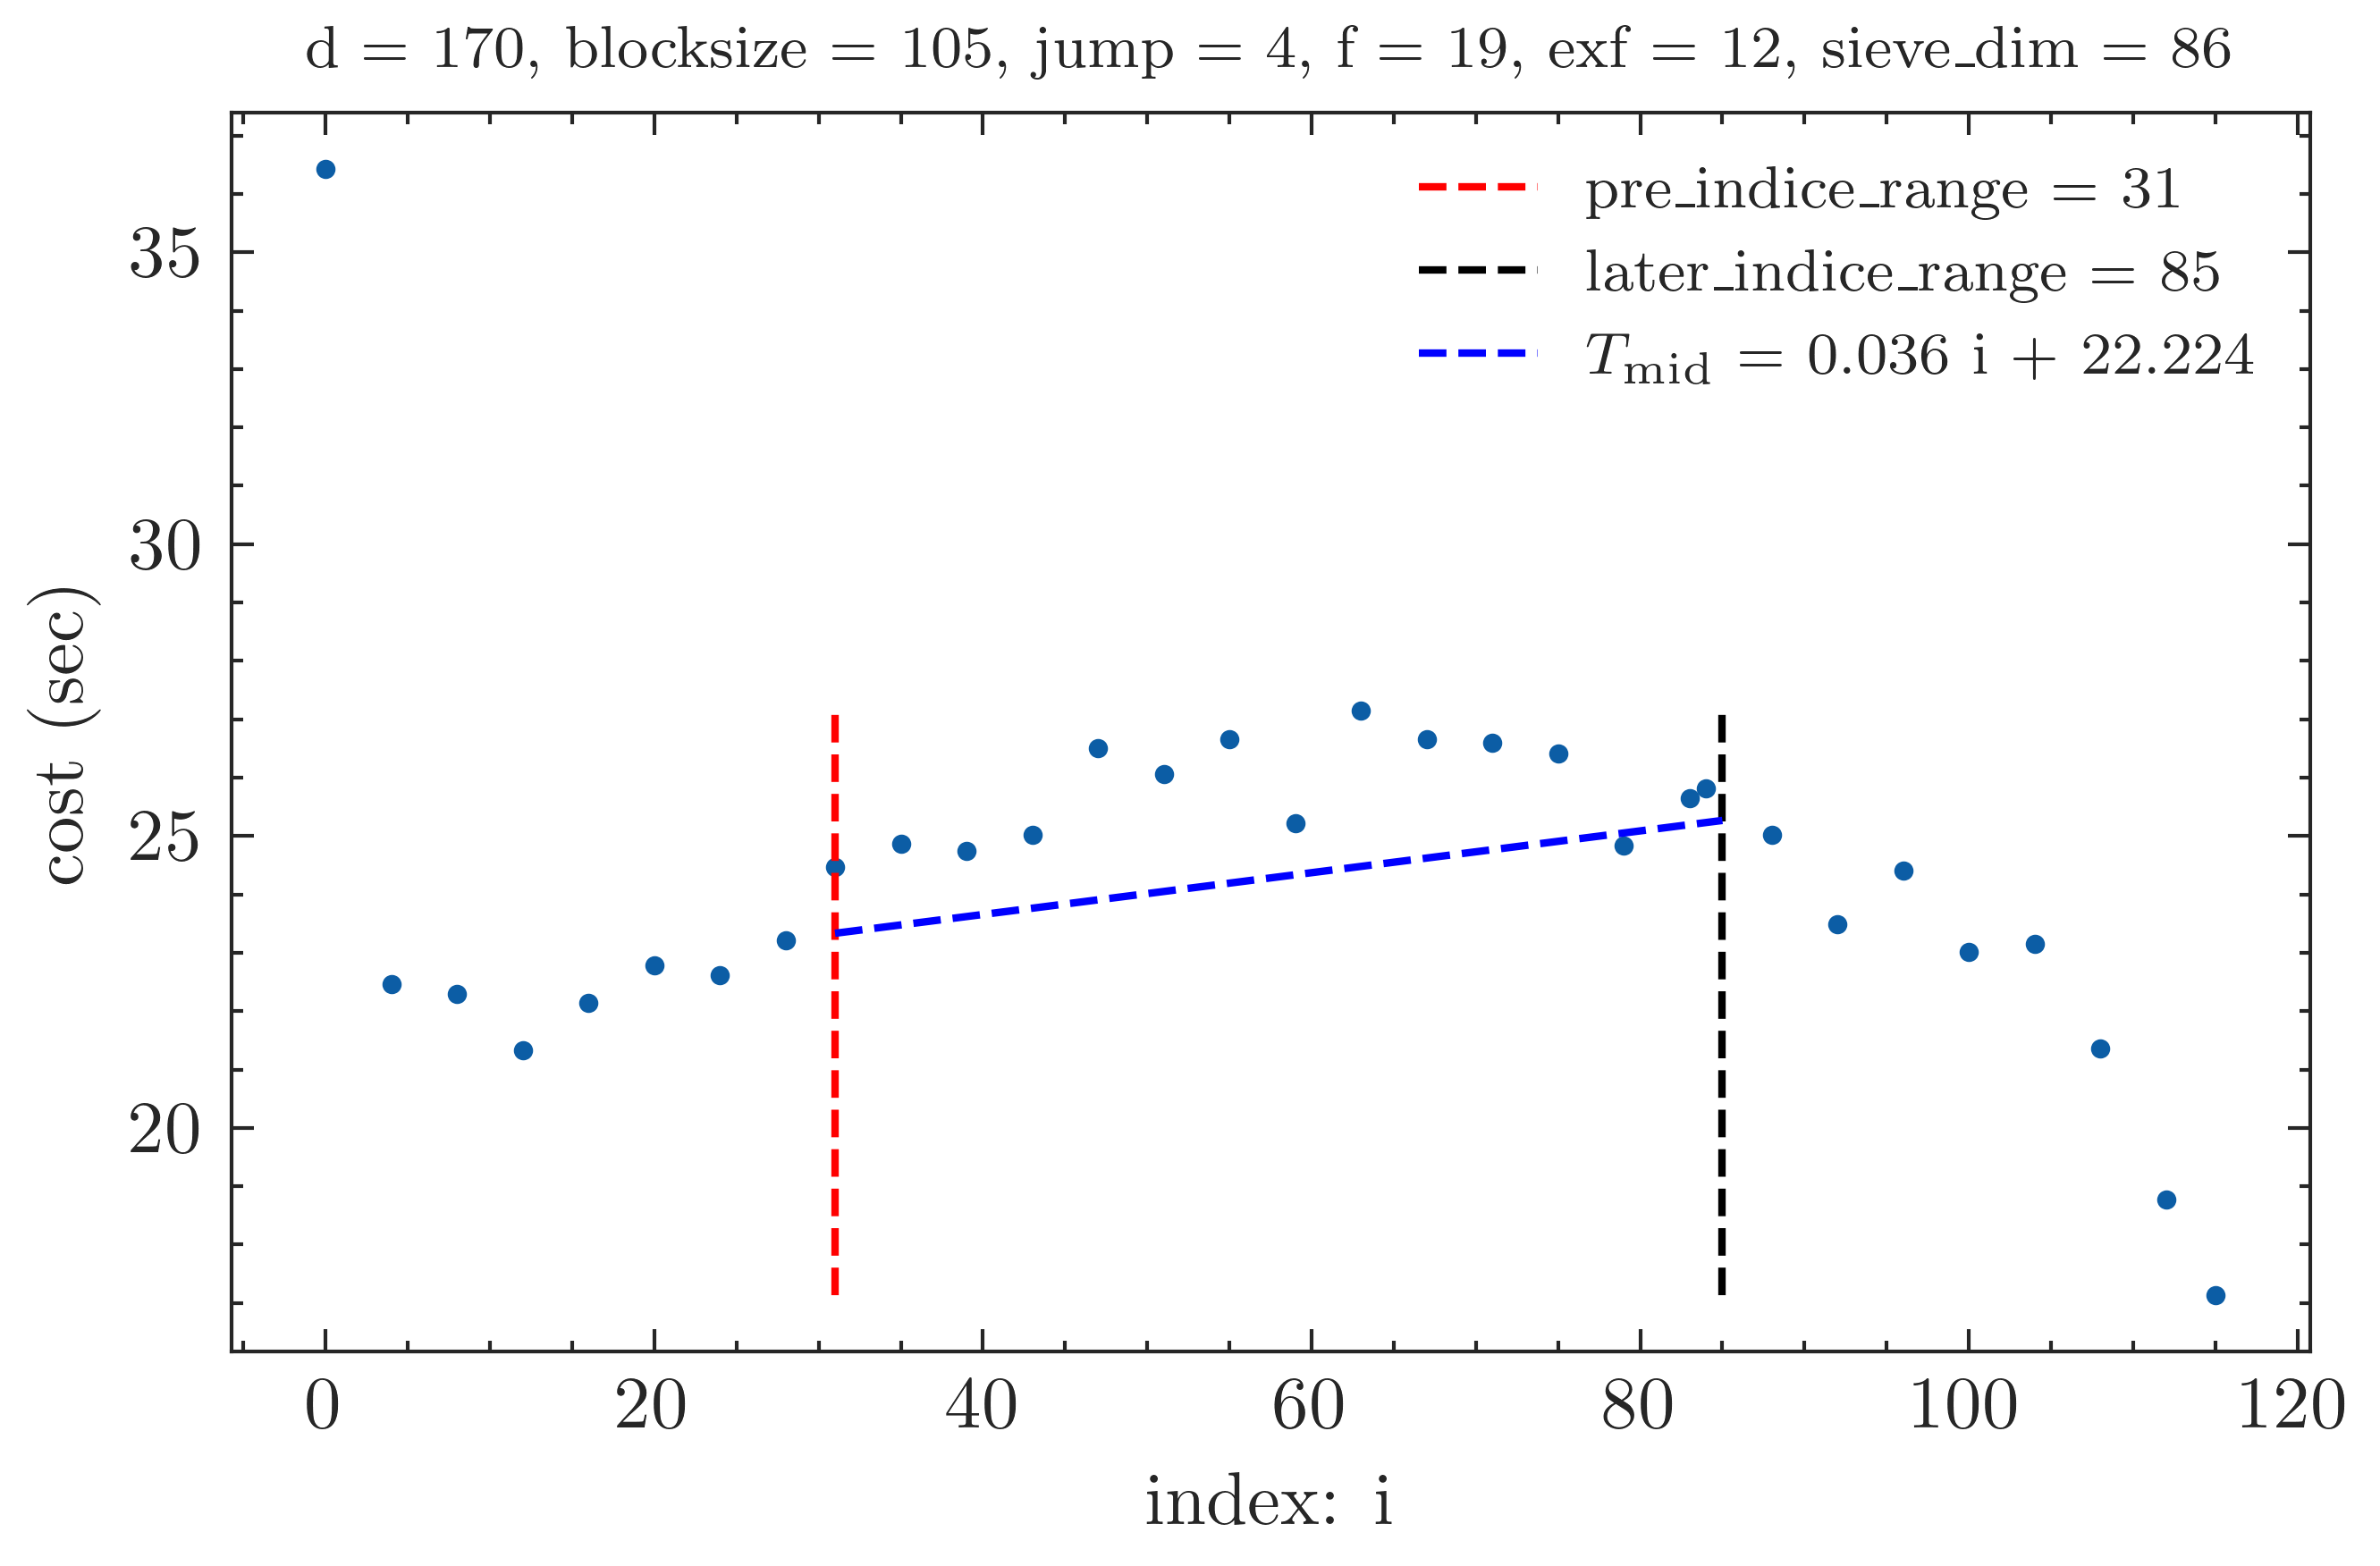 d = 170, blocksize = 105, jump = 4, f = 19, exf = 12, sieve_dim = 86
pre_indice_range = 31
later_indice_range = 85
T_mid = 0.036 i + 22.224
35
30
25
20
cost (sec)
0 20 40 60 80 100 120
index: i